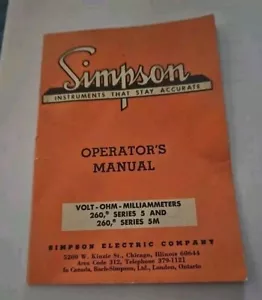 Simpson
INSTRUMENTS THAT STAY ACCURATE
OPERATOR'S
MANUAL
VOLT-OHM-MILLIAMMETERS
260,® SERIES 5 AND
260,® SERIES 5M
SIMPSON ELECTRIC COMPANY
5200 W. Kinzie St., Chicago, Illinois 60644
Area Code 312, Telephone 379-1121
In Canada, Bach-Simpson, Ltd., London, Ontario